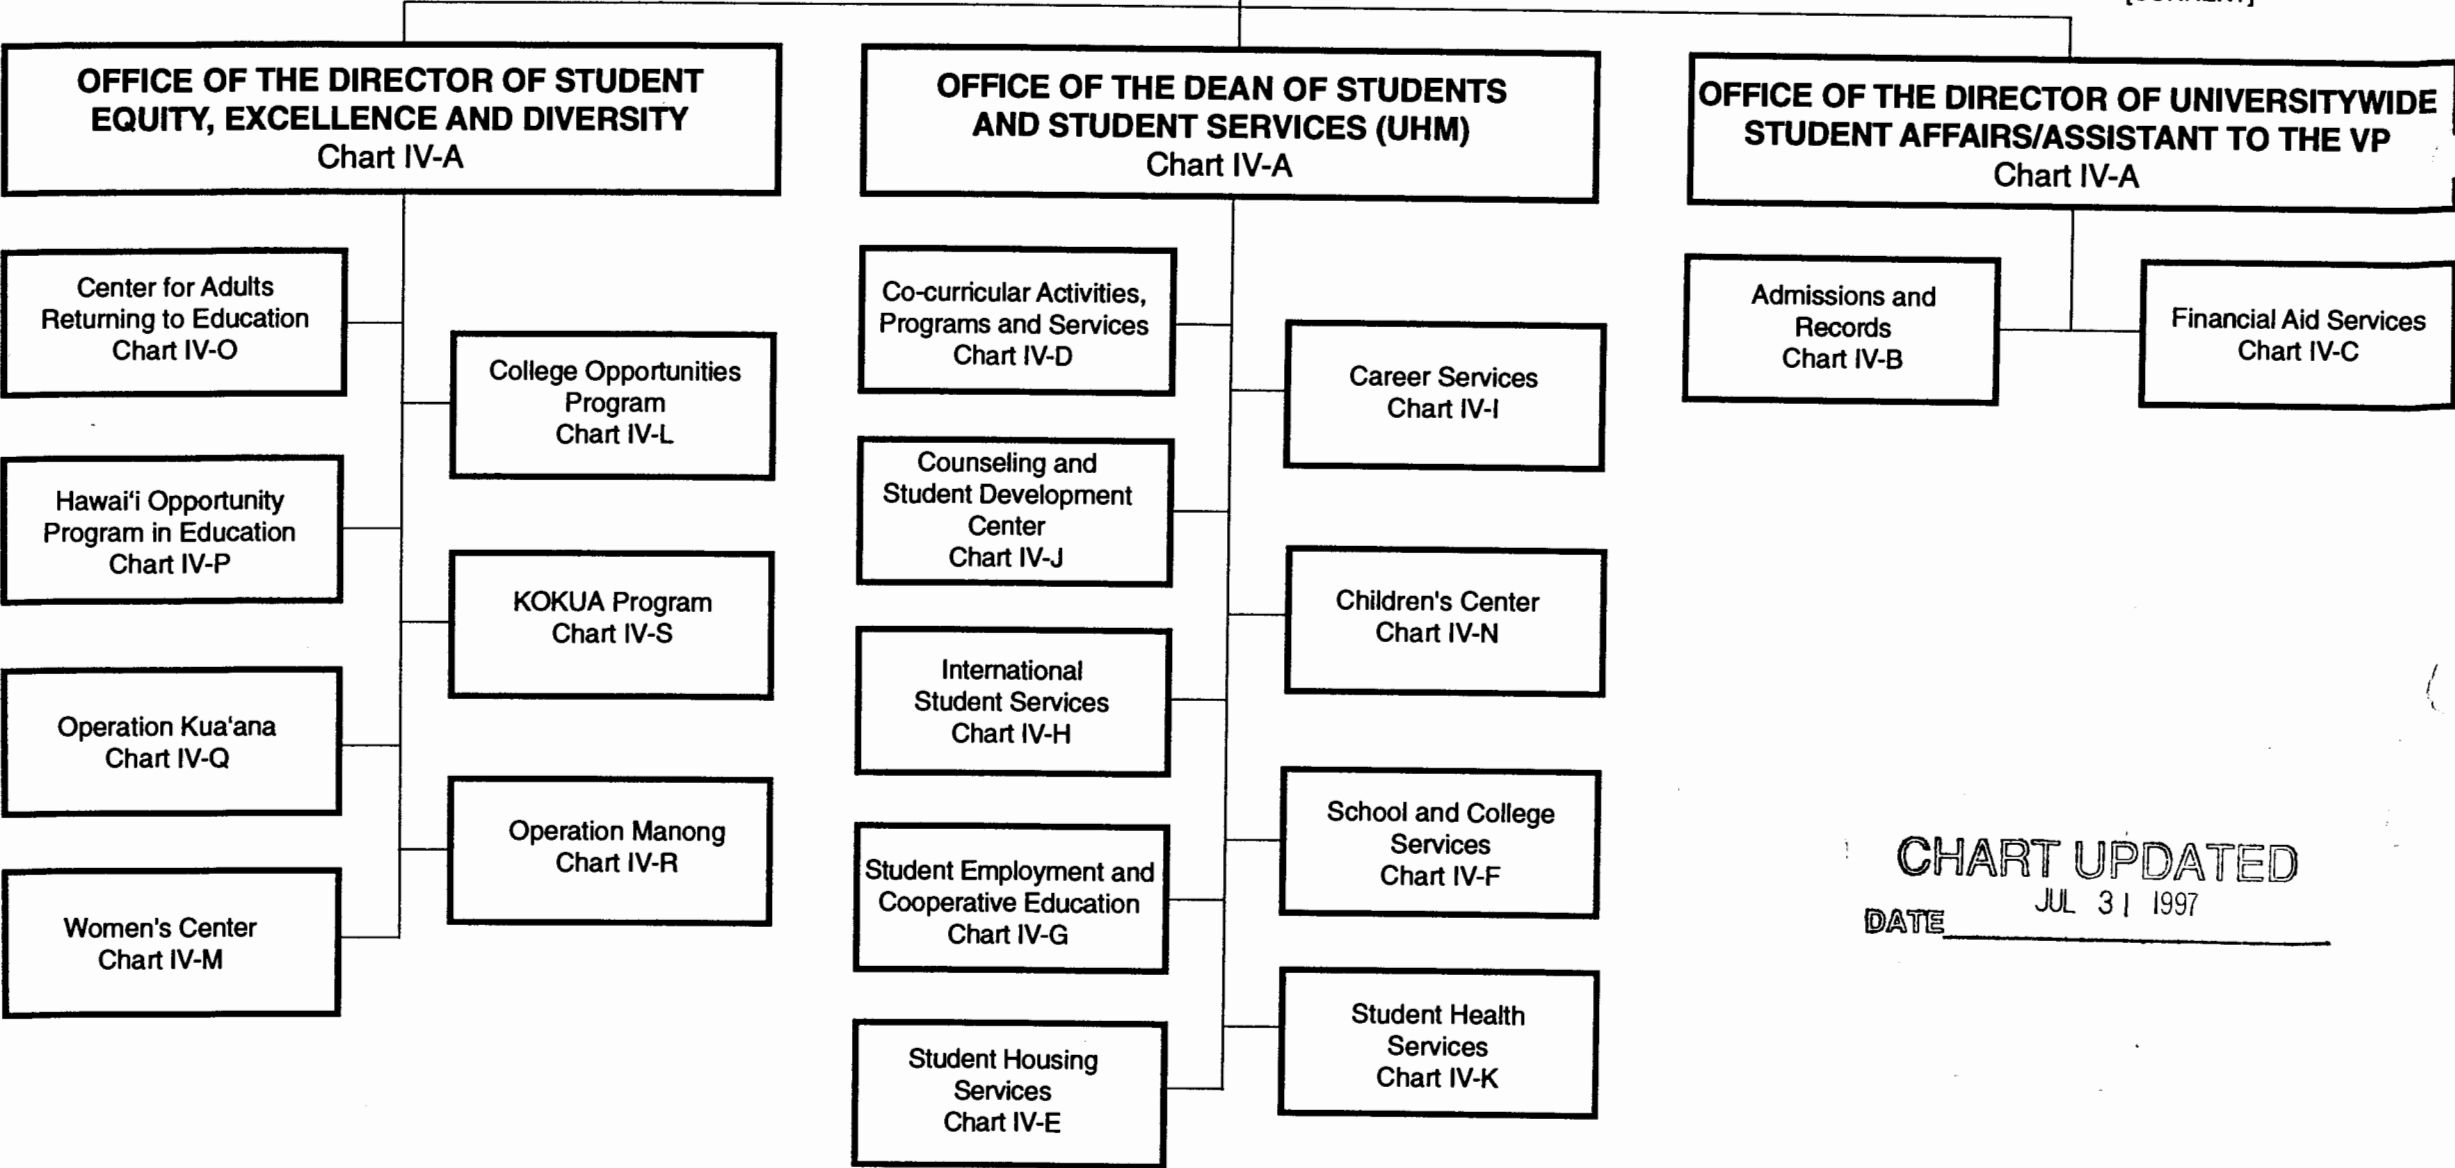 OFFICE OF THE DIRECTOR OF STUDENT
EQUITY, EXCELLENCE AND DIVERSITY
Chart IV-A
Center for Adults
Returning to Education
Chart IV-O
College Opportunities
Program
Chart IV-L
Hawai‘i Opportunity
Program in Education
Chart IV-P
KOKUA Program
Chart IV-S
Operation Kua‘ana
Chart IV-Q
Operation Manong
Chart IV-R
Women's Center
Chart IV-M
OFFICE OF THE DEAN OF STUDENTS
AND STUDENT SERVICES (UHM)
Chart IV-A
Co-curricular Activities,
Programs and Services
Chart IV-D
Career Services
Chart IV-I
Counseling and
Student Development
Center
Chart IV-J
Children's Center
Chart IV-N
International
Student Services
Chart IV-H
School and College
Services
Chart IV-F
Student Employment and
Cooperative Education
Chart IV-G
Student Health
Services
Chart IV-K
Student Housing
Services
Chart IV-E
OFFICE OF THE DIRECTOR OF UNIVERSITYWIDE
STUDENT AFFAIRS/ASSISTANT TO THE VP
Chart IV-A
Admissions and
Records
Chart IV-B
Financial Aid Services
Chart IV-C
CHART UPDATED
JUL 31 1997
DATE